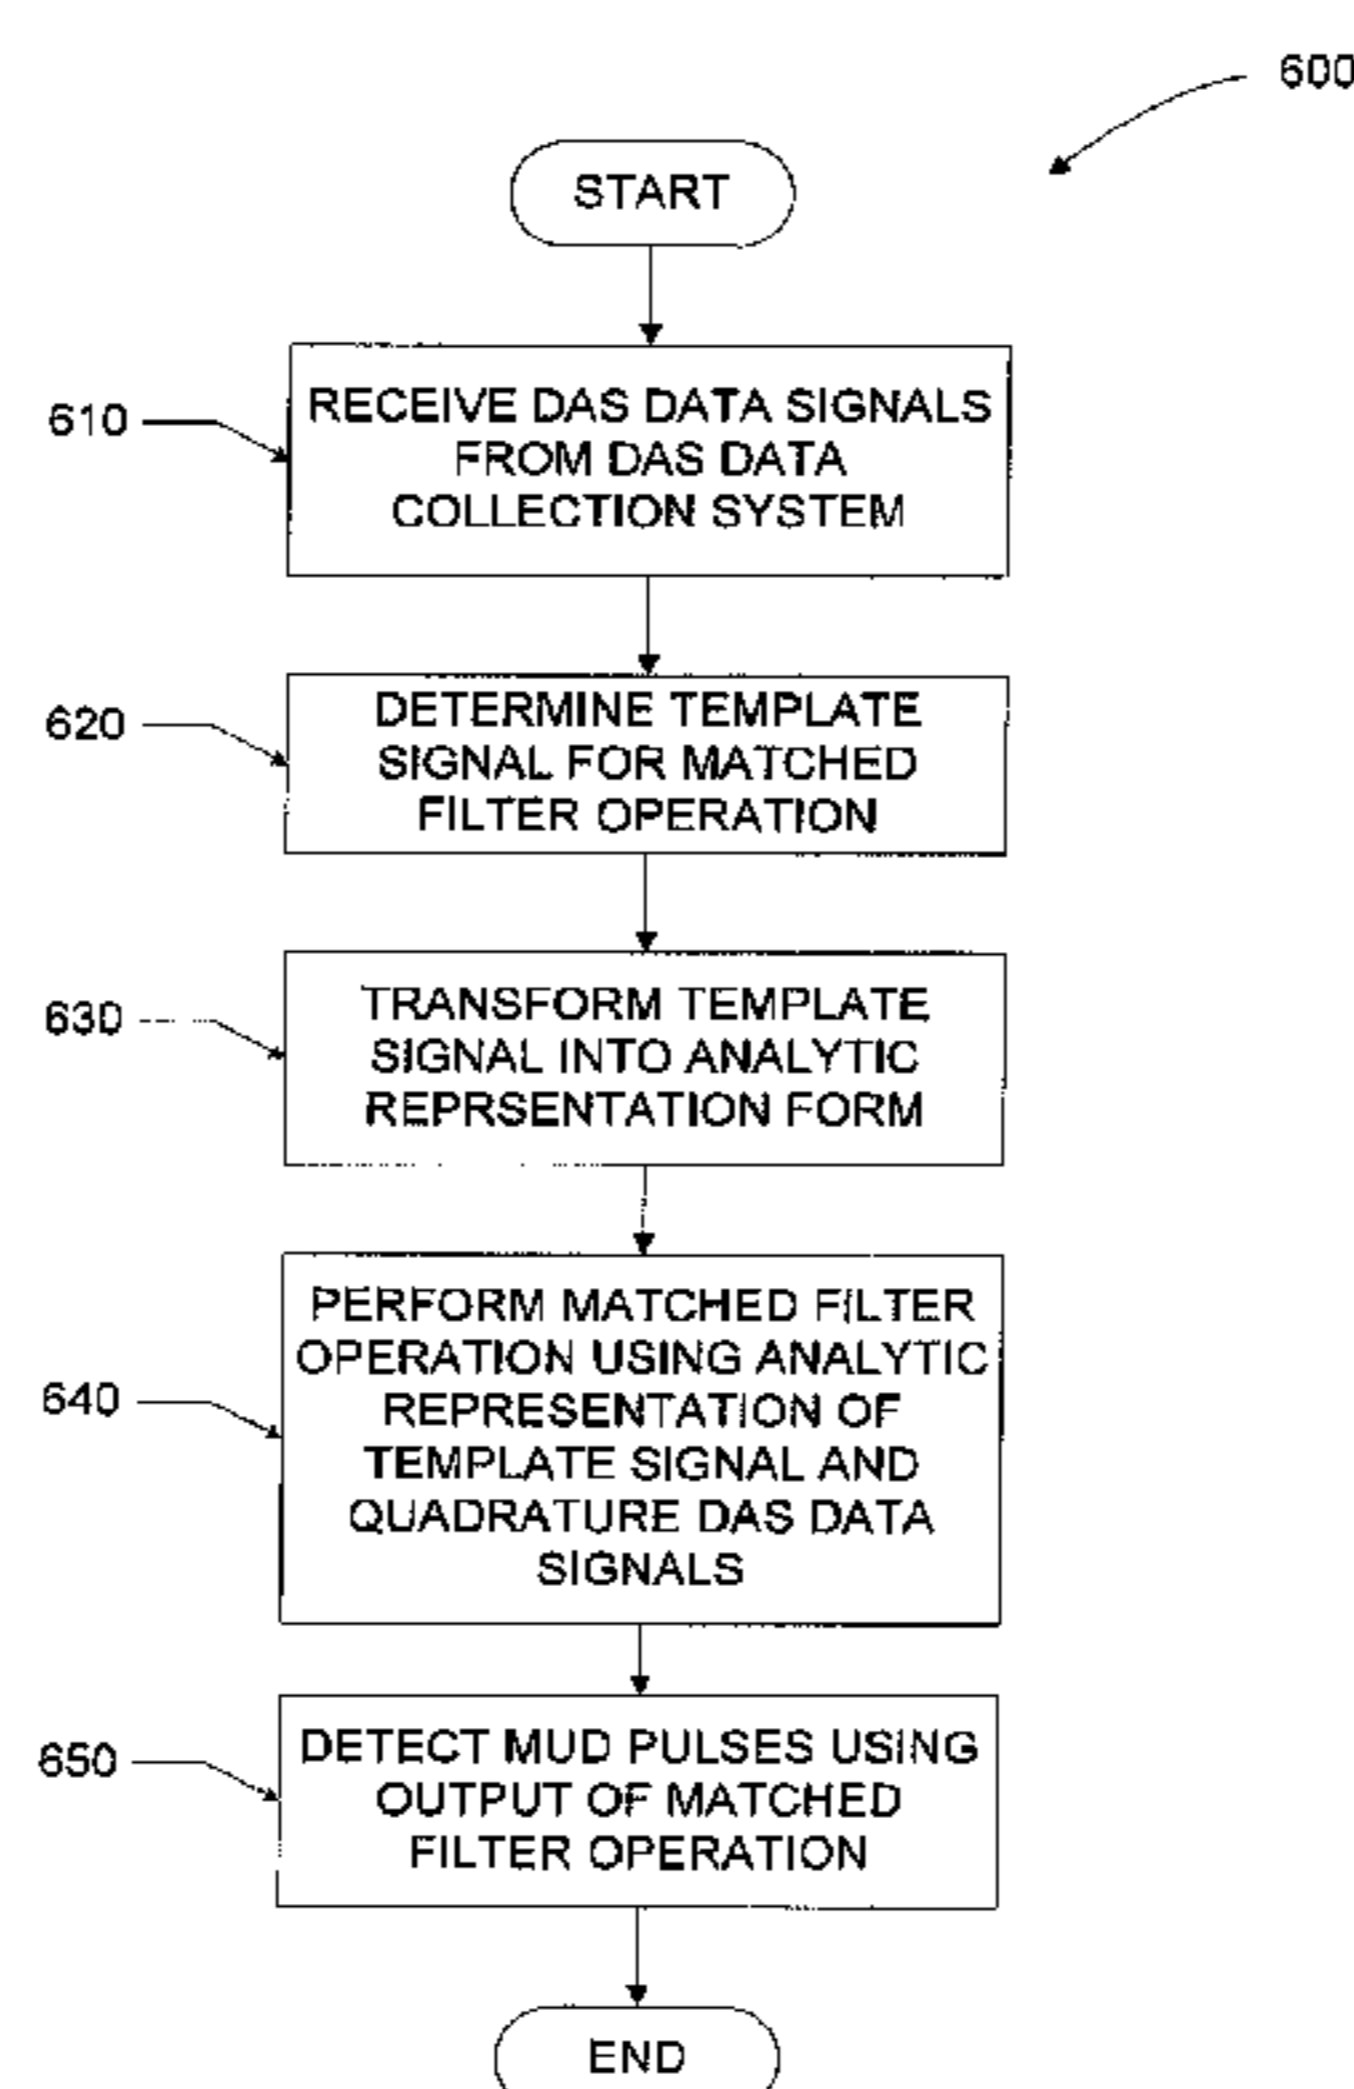 600
START
610
RECEIVE DAS DATA SIGNALS
FROM DAS DATA
COLLECTION SYSTEM
620
DETERMINE TEMPLATE
SIGNAL FOR MATCHED
FILTER OPERATION
630
TRANSFORM TEMPLATE
SIGNAL INTO ANALYTIC
REPRSENTATION FORM
640
PERFORM MATCHED FILTER
OPERATION USING ANALYTIC
REPRESENTATION OF
TEMPLATE SIGNAL AND
QUADRATURE DAS DATA
SIGNALS
650
DETECT MUD PULSES USING
OUTPUT OF MATCHED
FILTER OPERATION
END